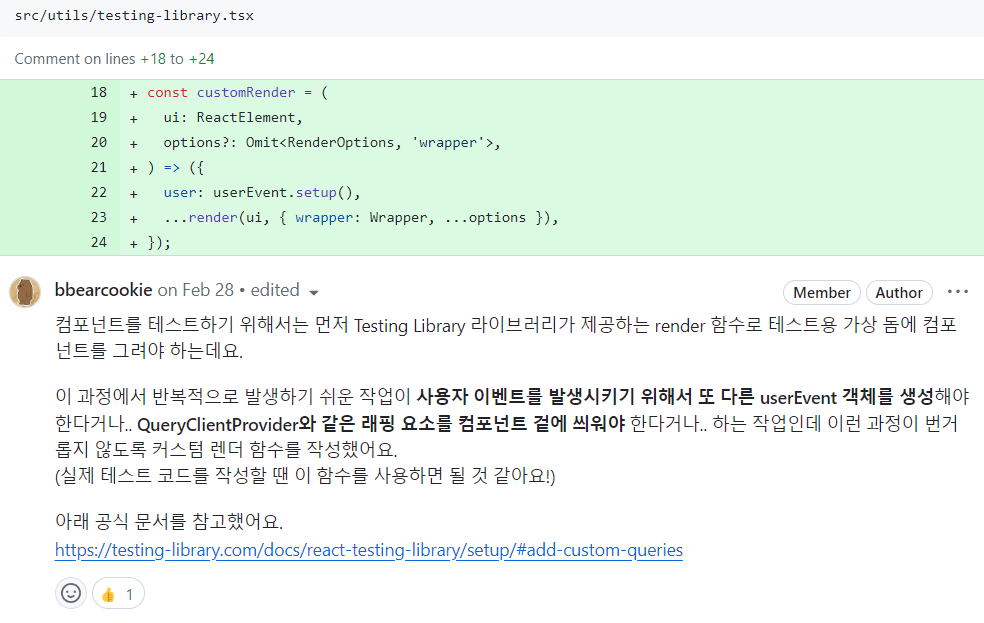 src/utils/testing-library.tsx
Comment on lines +18 to +24
18 + const customRender = (
19 + ui: ReactElement,
20 + options?: Omit<RenderOptions, 'wrapper'>,
21 + ) => ({
22 + user: userEvent.setup(),
23 + ...render(ui, { wrapper: Wrapper, ...options }),
24 + });
bbearcookie on Feb 28 • edited
Member
Author
컴포넌트를 테스트하기 위해서는 먼저 Testing Library 라이브러리가 제공하는 render 함수로 테스트용 가상 돔에 컴포
넌트를 그려야 하는데요.
이 과정에서 반복적으로 발생하기 쉬운 작업이 사용자 이벤트를 발생시키기 위해서 또 다른 userEvent 객체를 생성해야
한다거나.. QueryClientProvider와 같은 래핑 요소를 컴포넌트 겉에 씌워야 한다거나.. 하는 작업인데 이런 과정이 번거
롭지 않도록 커스텀 렌더 함수를 작성했어요.
(실제 테스트 코드를 작성할 땐 이 함수를 사용하면 될 것 같아요!)
아래 공식 문서를 참고했어요.
https://testing-library.com/docs/react-testing-library/setup/#add-custom-queries
👍 1